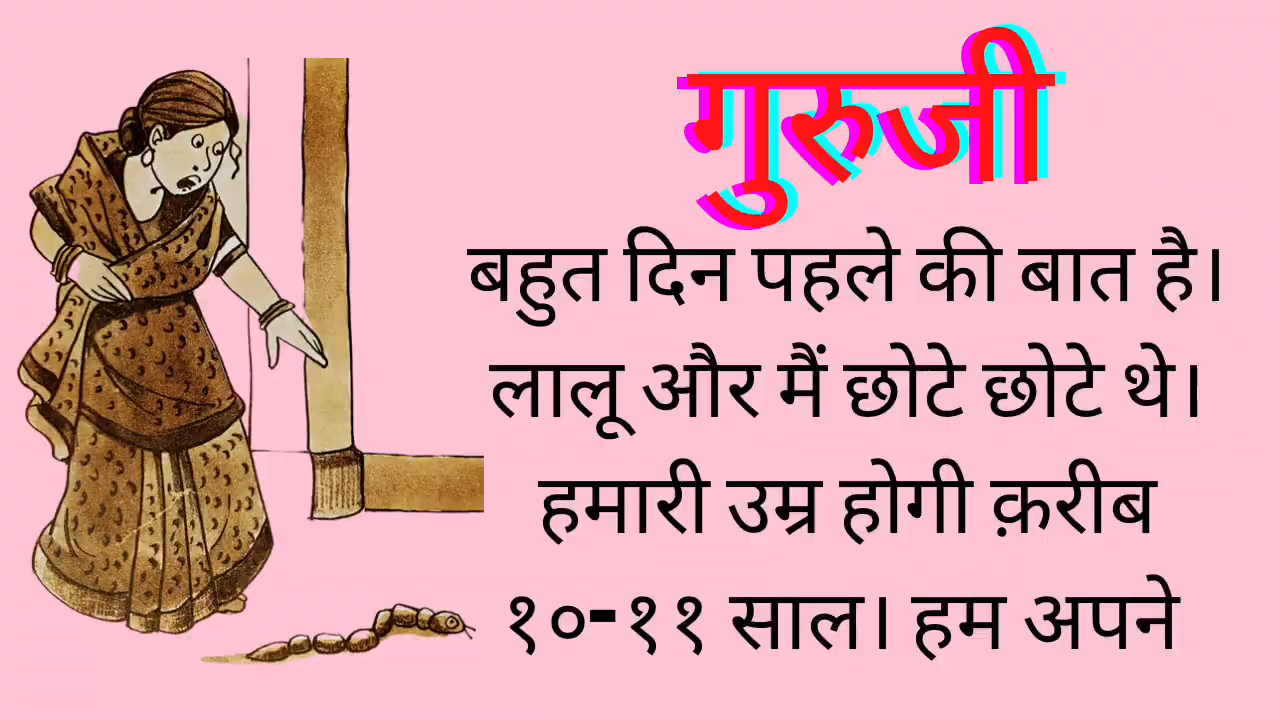 गुरुजी
बहुत दिन पहले की बात है।
लालू और मैं छोटे छोटे थे।
हमारी उम्र होगी क़रीब
१०-११ साल। हम अपने